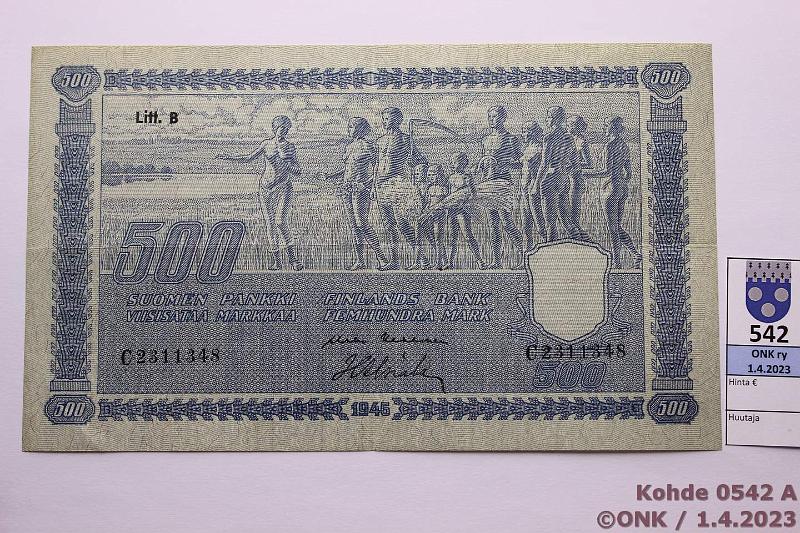 500 500
Litt. B
500
SUOMEN PANKKI FINLANDS BANK
VIISISATAA MARKKAA FEMHUNDRA MARK
C2311348 C2311348
500
500 1945 500
542
ONK ry
1.4.2023
Hinta €
Huutaja
Kohde 0542 A
©ONK / 1.4.2023